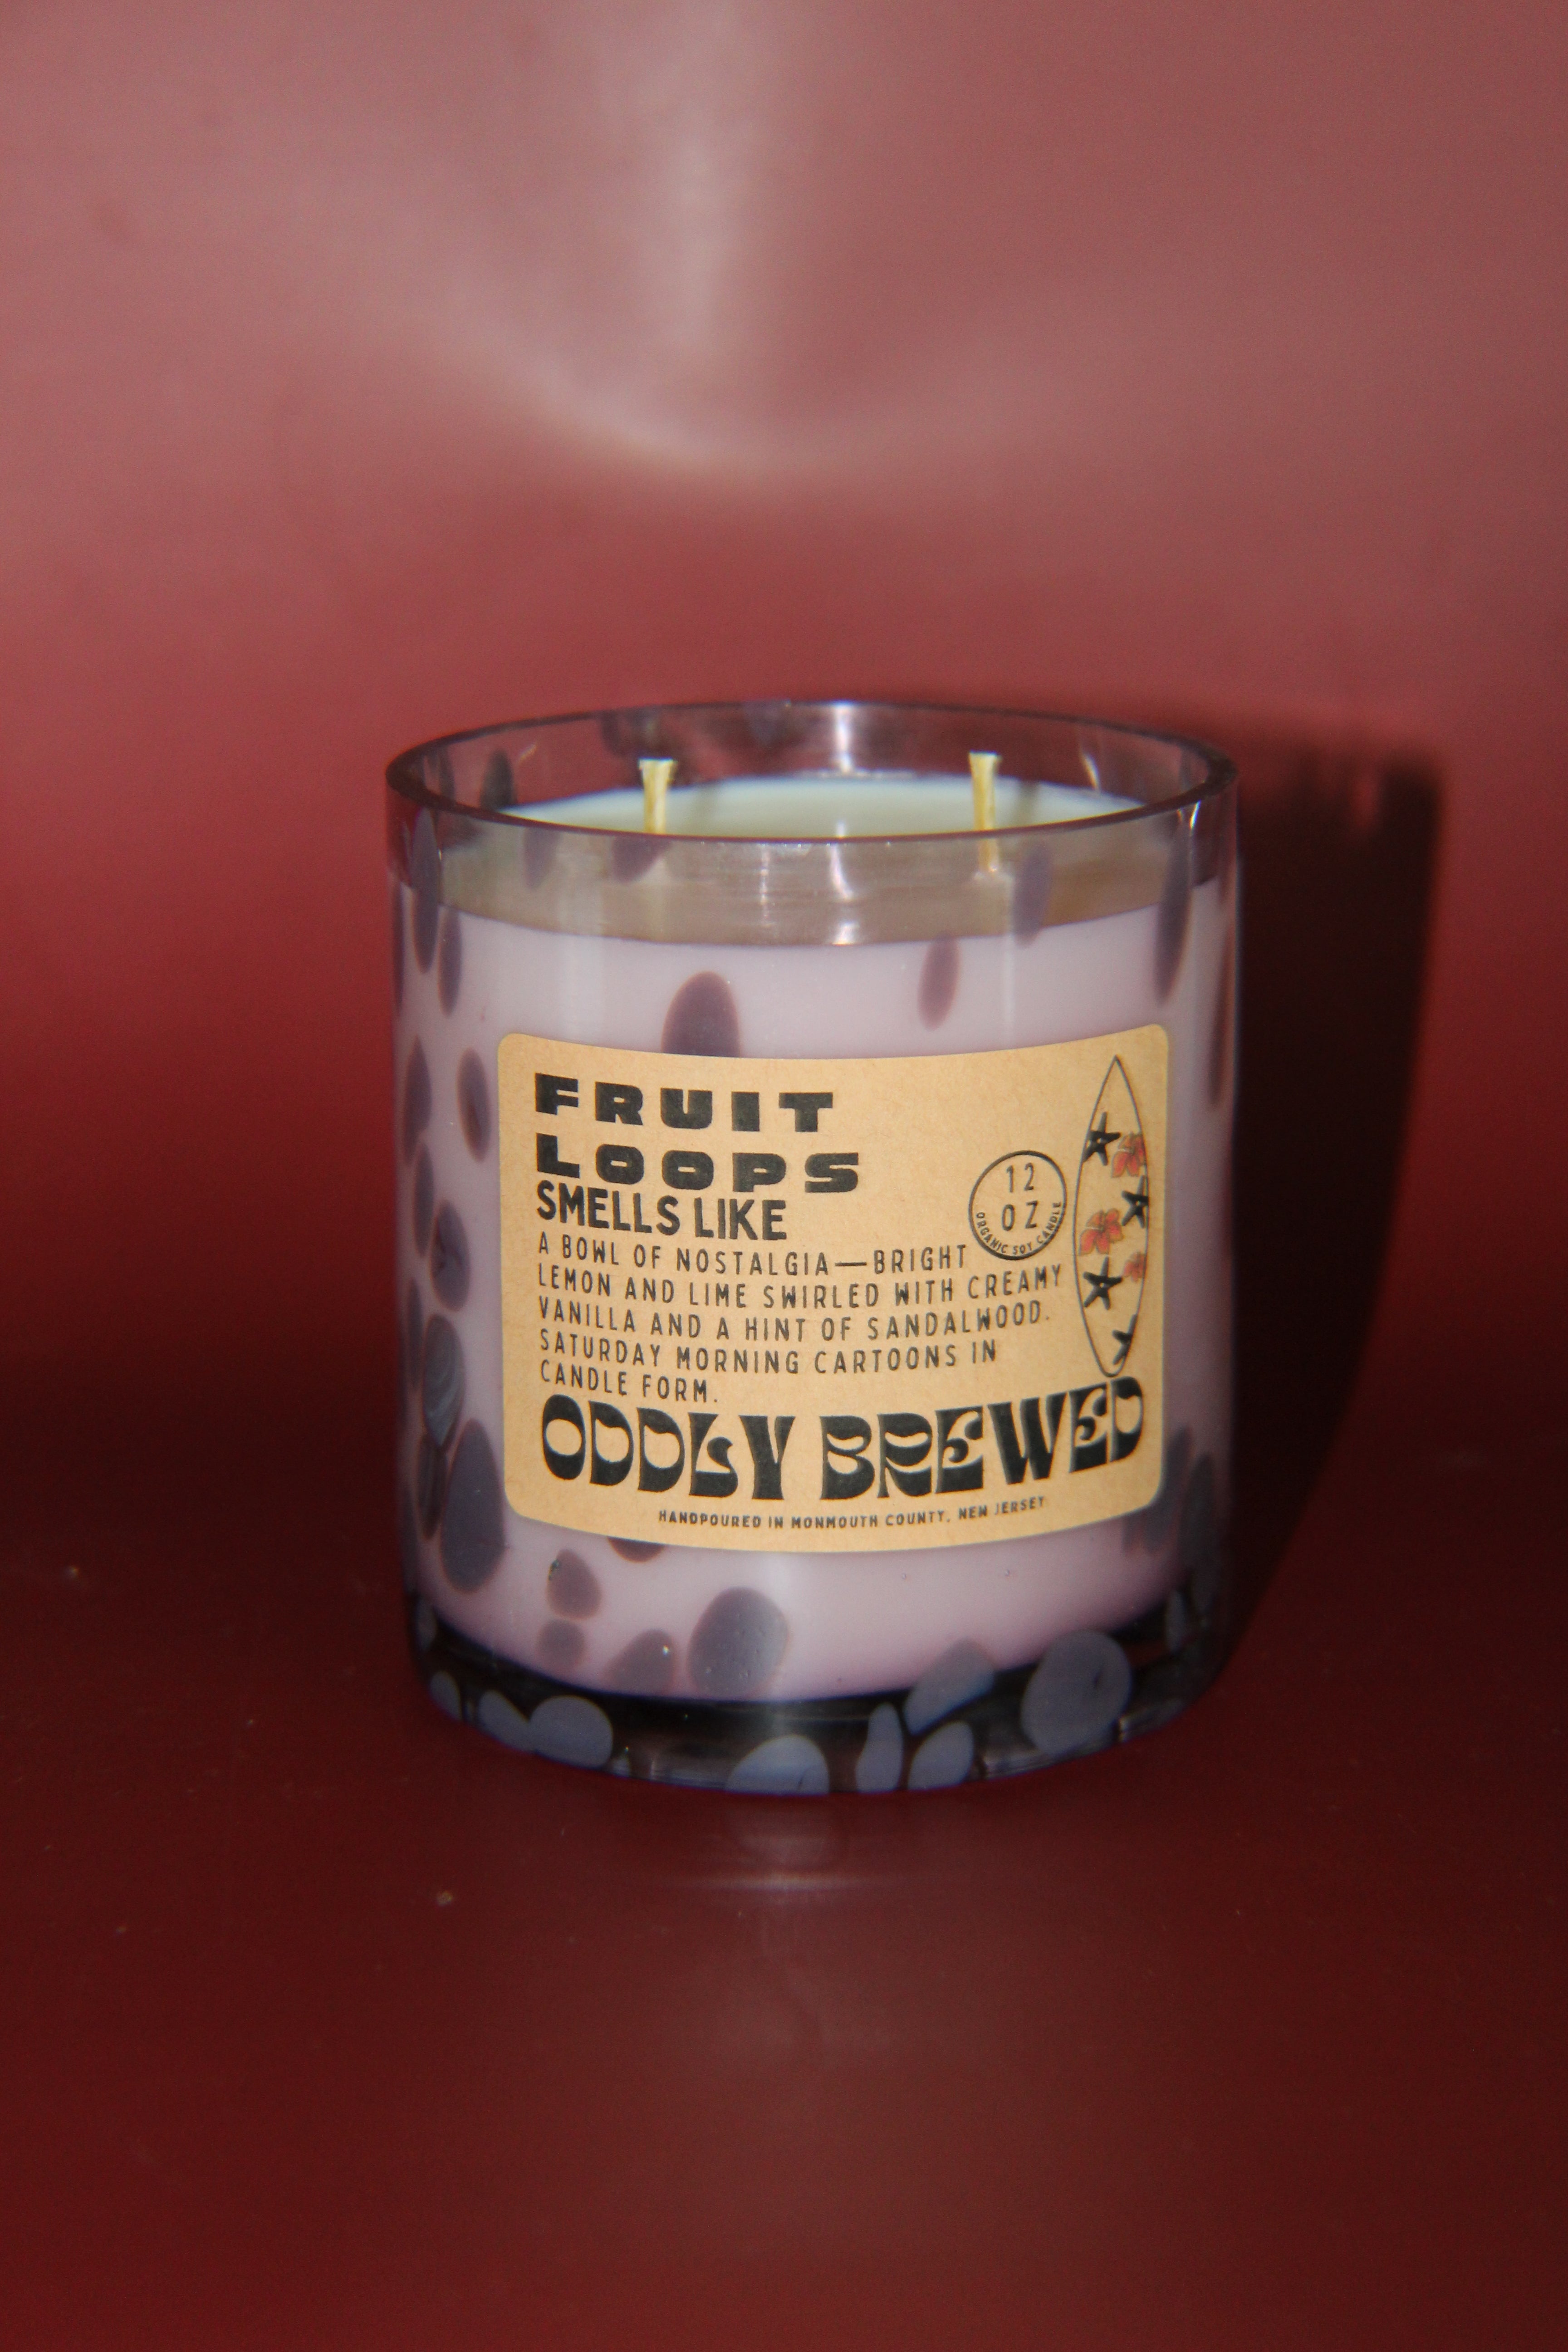 FRUIT
LOOPS
SMELLS LIKE
A BOWL OF NOSTALGIA—BRIGHT
LEMON AND LIME SWIRLED WITH CREAMY
VANILLA AND A HINT OF SANDALWOOD.
SATURDAY MORNING CARTOONS IN
CANDLE FORM.
12
OZ
ORGANIC SOY CANDLE
ODDLY BREWED
HANDPOURED IN MONMOUTH COUNTY, NEW JERSEY